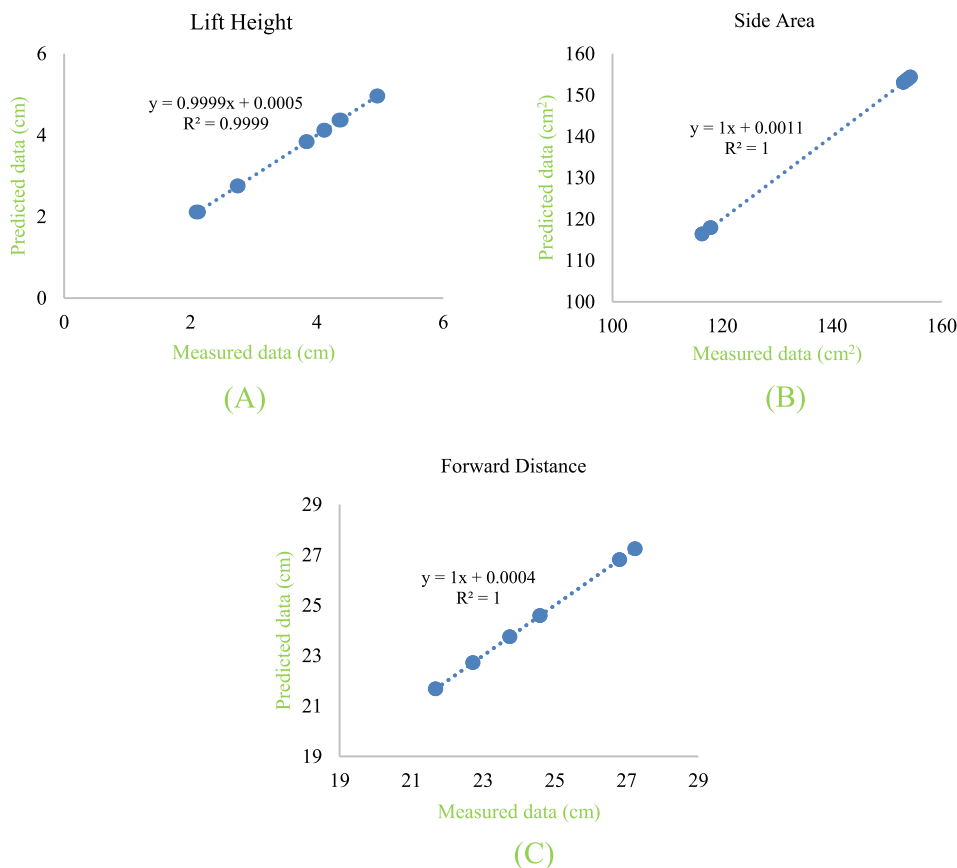 Lift Height
6
4
2
0
y = 0.9999x + 0.0005
R² = 0.9999
Predicted data (cm)
0 2 4 6
Measured data (cm)
(A)
Side Area
160
150
140
130
120
110
100
y = 1x + 0.0011
R² = 1
Predicted data (cm²)
100 120 140 160
Measured data (cm²)
(B)
Forward Distance
29
27
25
23
21
19
y = 1x + 0.0004
R² = 1
Predicted data (cm)
19 21 23 25 27 29
Measured data (cm)
(C)